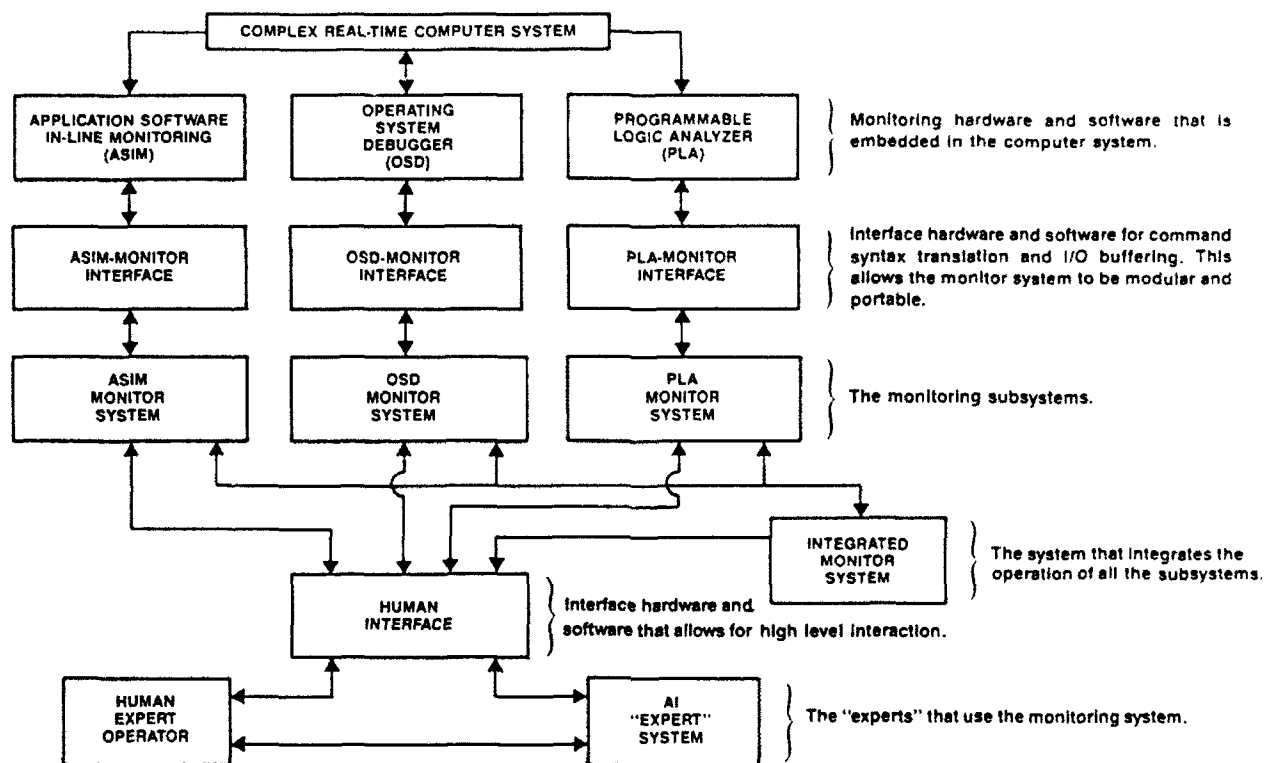 COMPLEX REAL-TIME COMPUTER SYSTEM
APPLICATION SOFTWARE
IN-LINE MONITORING
(ASIM)
OPERATING
SYSTEM
DEBUGGER
(OSD)
PROGRAMMABLE
LOGIC ANALYZER
(PLA)
Monitoring hardware and software that is
embedded in the computer system.
ASIM-MONITOR
INTERFACE
OSD-MONITOR
INTERFACE
PLA-MONITOR
INTERFACE
Interface hardware and software for command
syntax translation and I/O buffering. This
allows the monitor system to be modular and
portable.
ASIM
MONITOR
SYSTEM
OSD
MONITOR
SYSTEM
PLA
MONITOR
SYSTEM
The monitoring subsystems.
INTEGRATED
MONITOR
SYSTEM
The system that integrates the
operation of all the subsystems.
HUMAN
INTERFACE
Interface hardware and
software that allows for high level interaction.
HUMAN
EXPERT
OPERATOR
AI
"EXPERT"
SYSTEM
The "experts" that use the monitoring system.